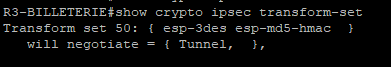 R3-BILLETERIE#show crypto ipsec transform-set
Transform set 50: { esp-3des esp-md5-hmac  }
   will negotiate = { Tunnel,  },